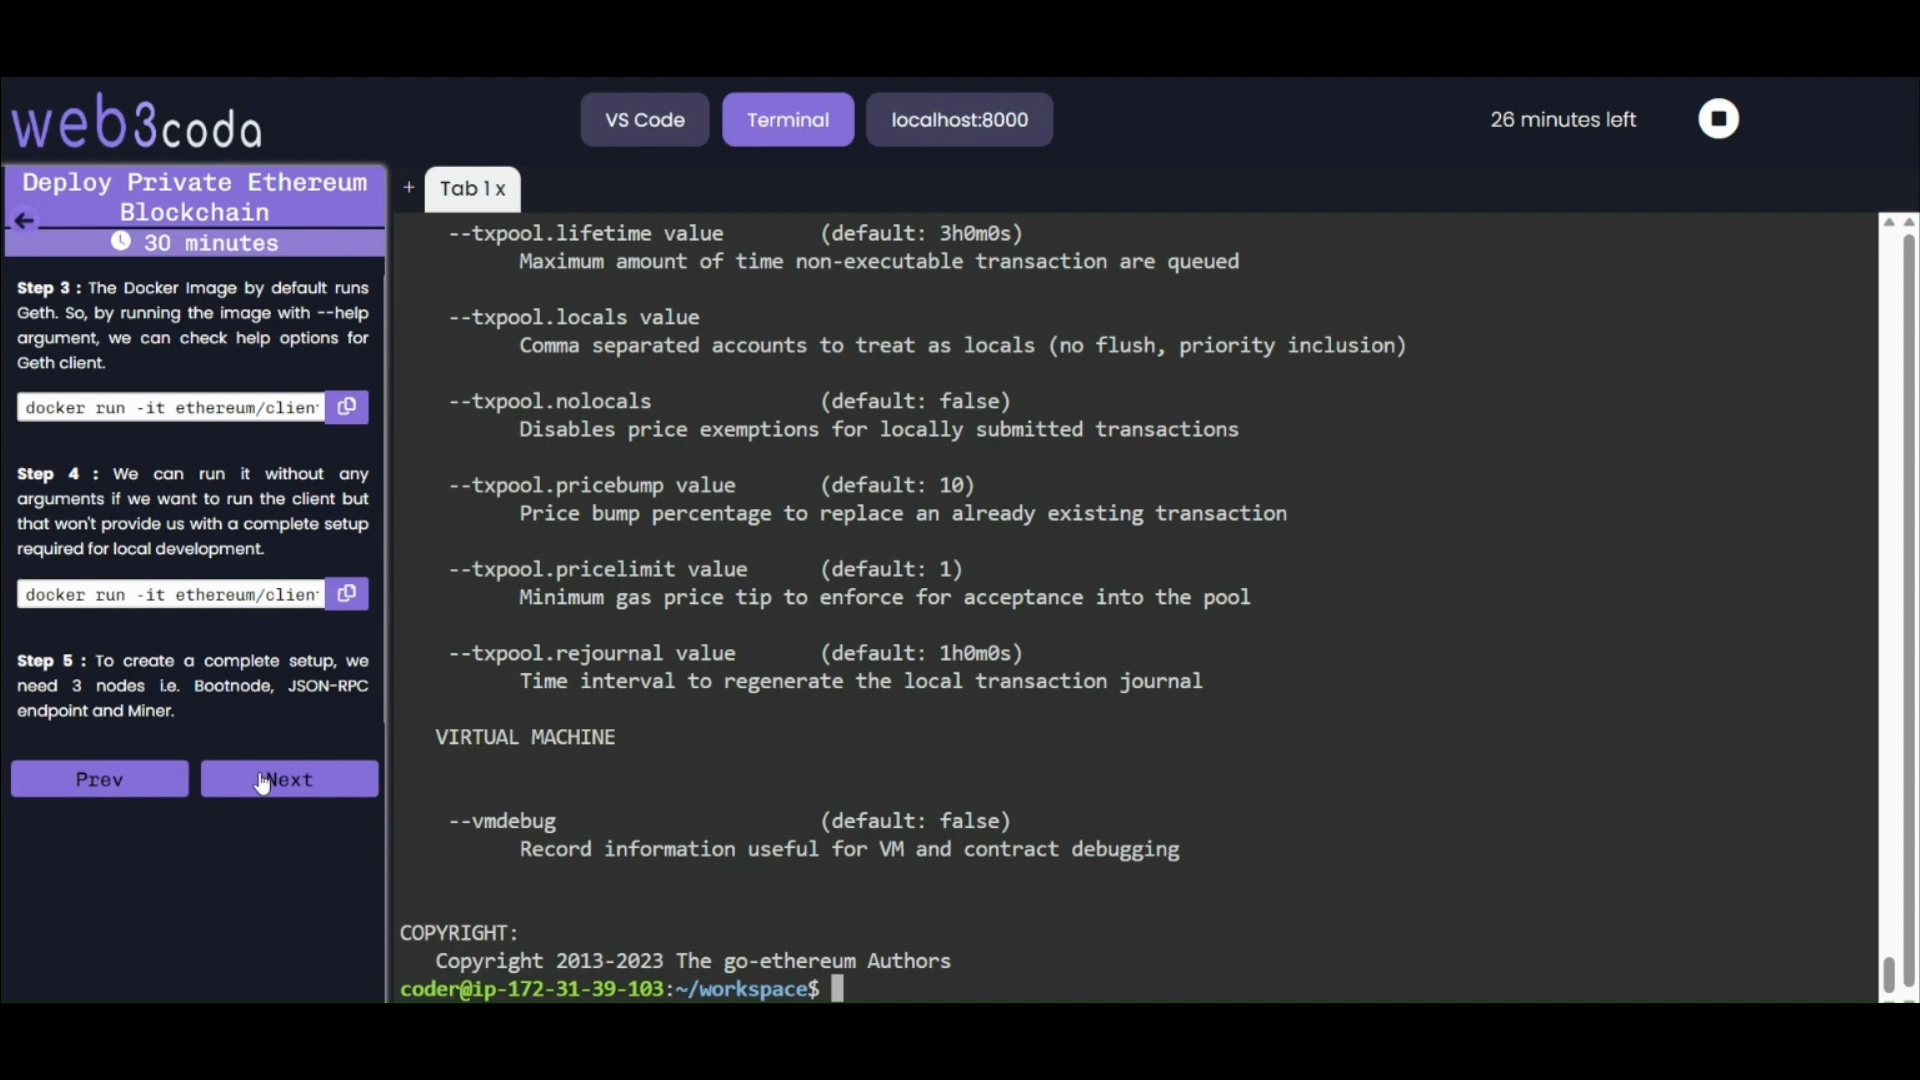 web3coda
VS Code
Terminal
localhost:8000
26 minutes left
Deploy Private Ethereum
Blockchain
30 minutes
Step 3 : The Docker Image by default runs
Geth. So, by running the image with --help
argument, we can check help options for
Geth client.
docker run -it ethereum/client
Step 4 : We can run it without any
arguments if we want to run the client but
that won't provide us with a complete setup
required for local development.
docker run -it ethereum/client
Step 5 : To create a complete setup, we
need 3 nodes i.e. Bootnode, JSON-RPC
endpoint and Miner.
Prev
Next
+ Tab 1 x
--txpool.lifetime value (default: 3h0m0s)
Maximum amount of time non-executable transaction are queued
--txpool.locals value
Comma separated accounts to treat as locals (no flush, priority inclusion)
--txpool.nolocals (default: false)
Disables price exemptions for locally submitted transactions
--txpool.pricebump value (default: 10)
Price bump percentage to replace an already existing transaction
--txpool.pricelimit value (default: 1)
Minimum gas price tip to enforce for acceptance into the pool
--txpool.rejournal value (default: 1h0m0s)
Time interval to regenerate the local transaction journal
VIRTUAL MACHINE
--vmdebug (default: false)
Record information useful for VM and contract debugging
COPYRIGHT:
Copyright 2013-2023 The go-ethereum Authors
coder@ip-172-31-39-103:~/workspace$